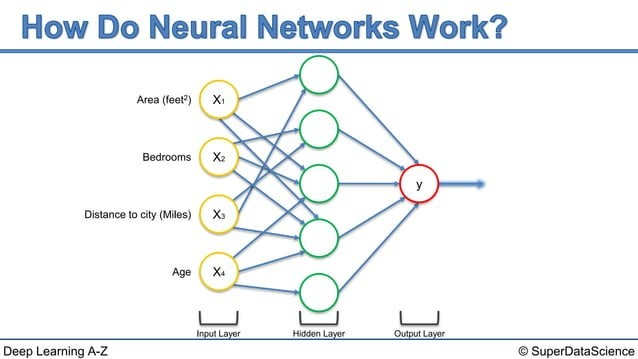 How Do Neural Networks Work?
Area (feet²)
X1
Bedrooms
X2
Distance to city (Miles)
X3
Age
X4
y
Input Layer
Hidden Layer
Output Layer
Deep Learning A-Z
© SuperDataScience